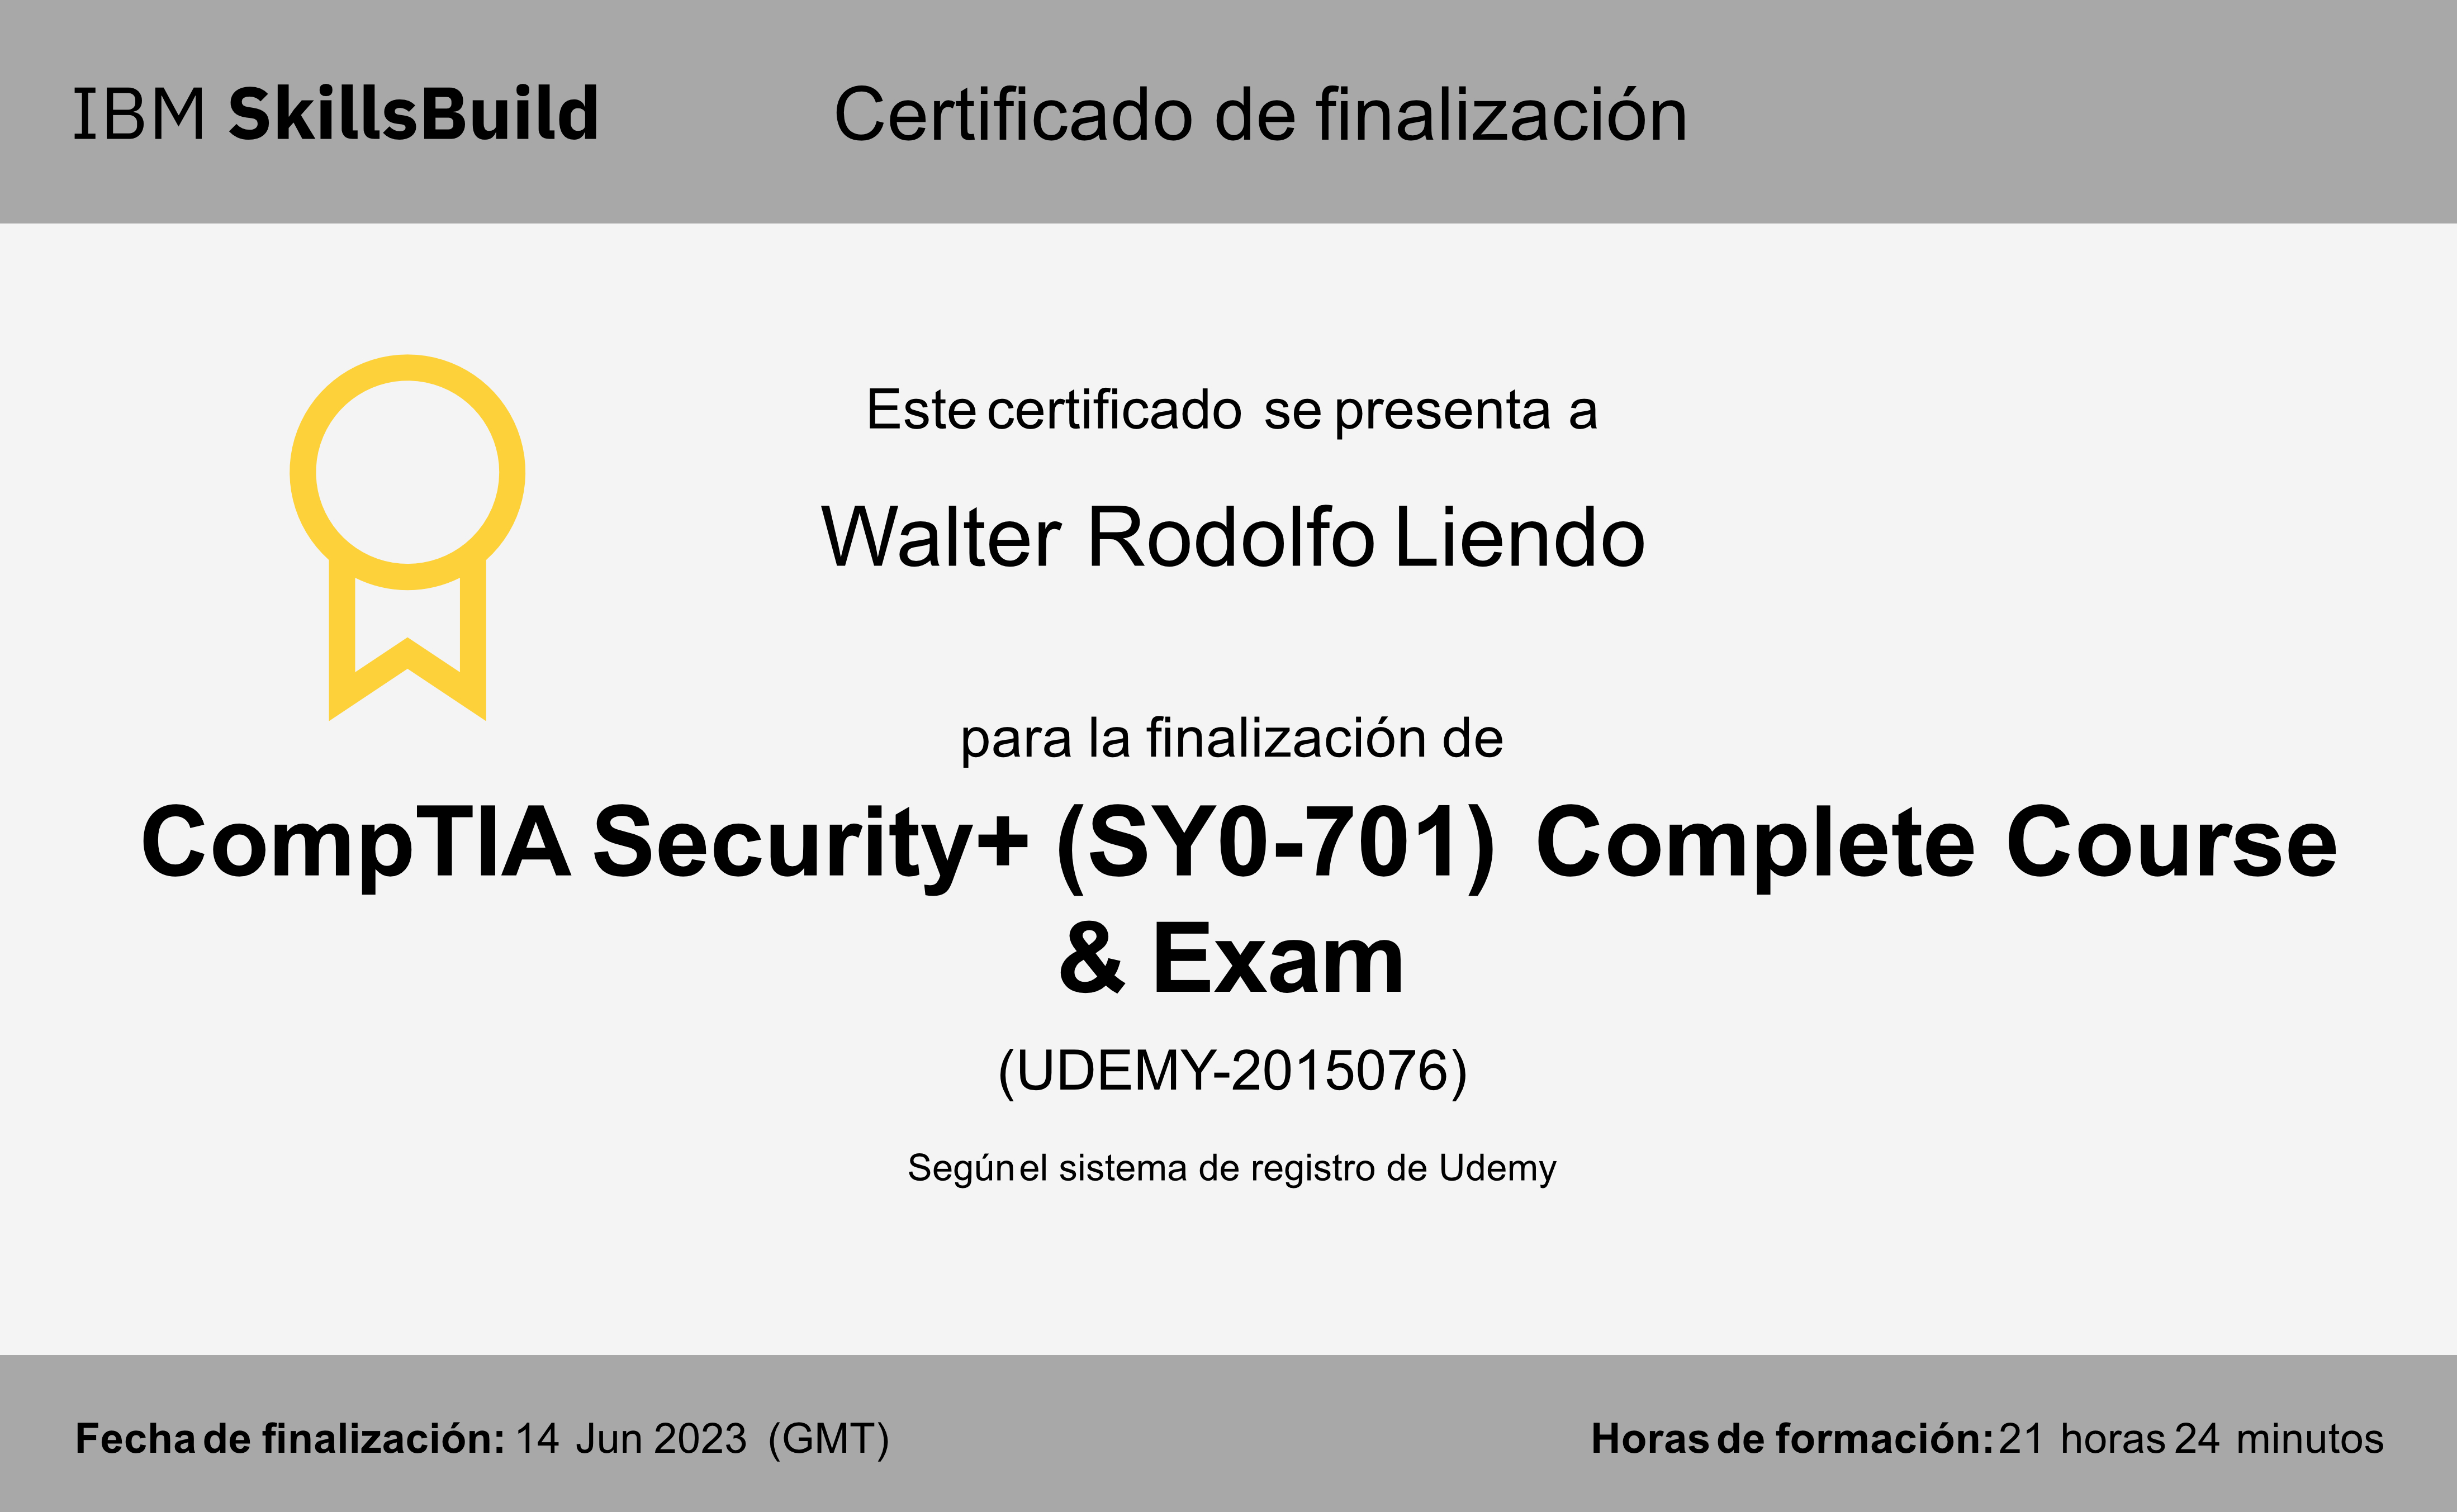 IBM SkillsBuild
Certificado de finalización
Este certificado se presenta a
Walter Rodolfo Liendo
para la finalización de
CompTIA Security+ (SY0-701) Complete Course
& Exam
(UDEMY-2015076)
Según el sistema de registro de Udemy
Fecha de finalización: 14 Jun 2023 (GMT)
Horas de formación: 21 horas 24 minutos